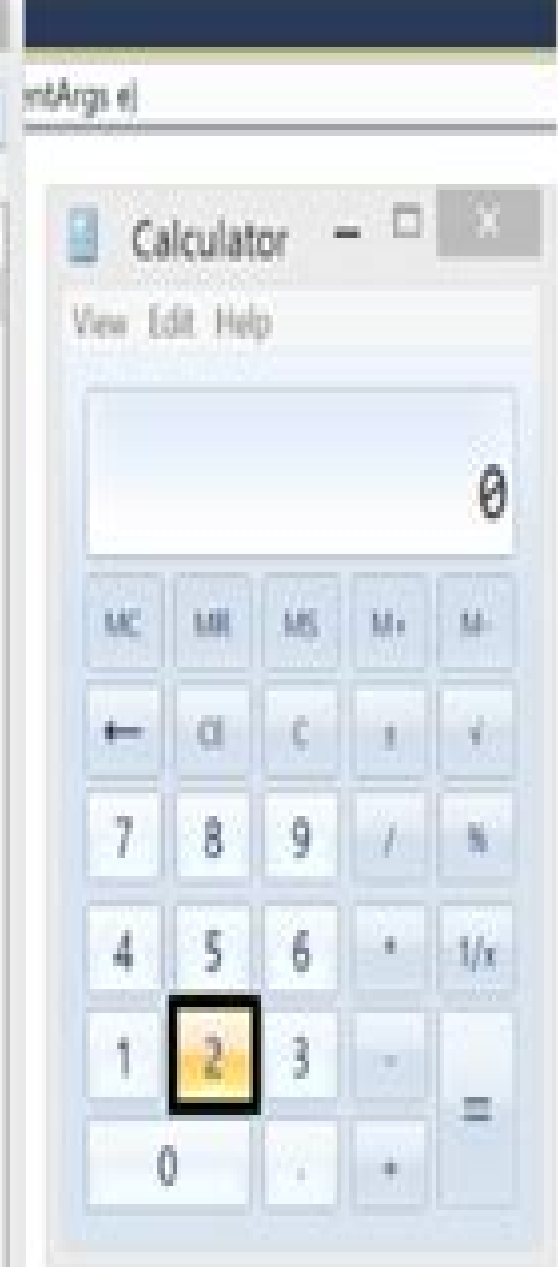 entArgs e)
Calculator
View Edit Help
0
MC MR MS M+ M-
← CE C ± √
7 8 9 / %
4 5 6 * 1/x
1 2 3 - =
0 . +